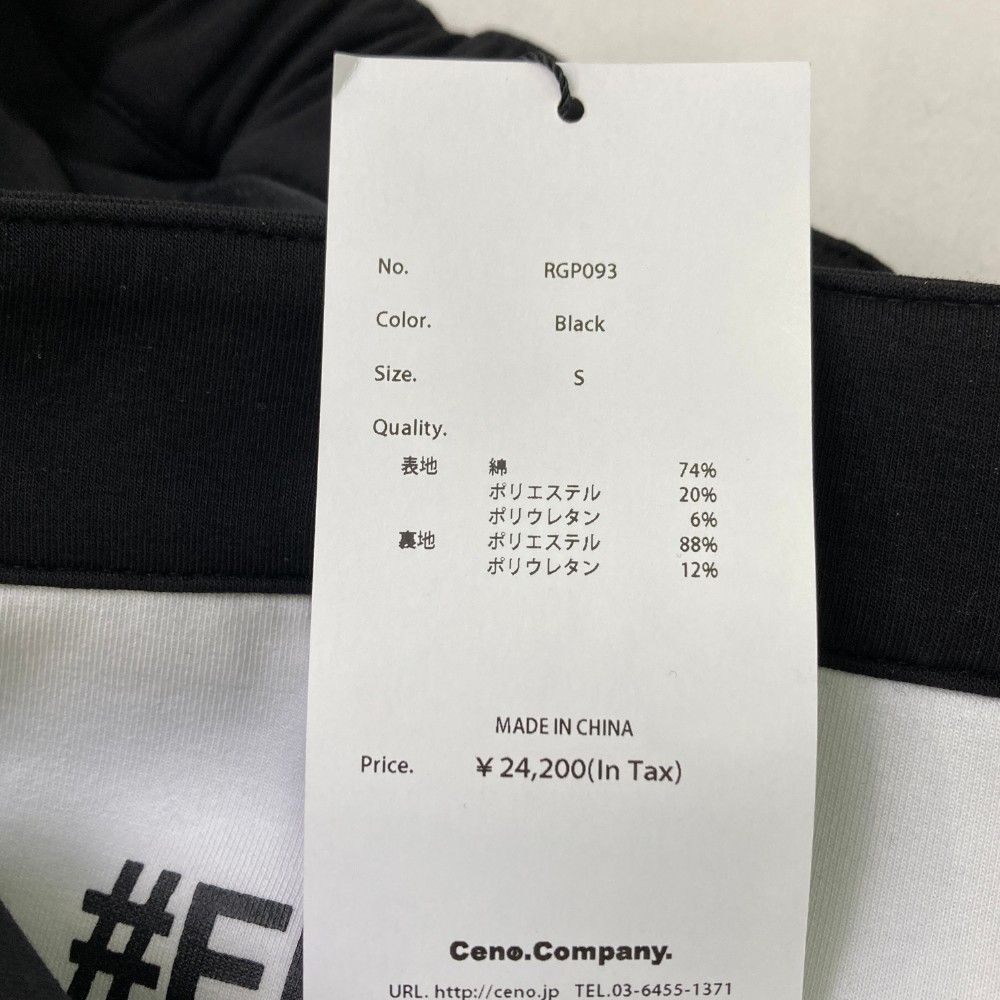 No. RGP093
Color. Black
Size. S
Quality.
表地 綿 74%
ポリエステル 20%
ポリウレタン 6%
裏地 ポリエステル 88%
ポリウレタン 12%
MADE IN CHINA
Price. ¥ 24,200(In Tax)
Ceno.Company.
URL. http://ceno.jp TEL.03-6455-1371